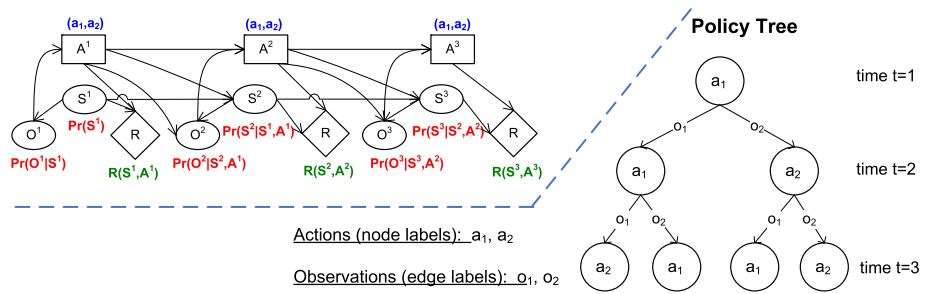 (a₁,a₂) (a₁,a₂) (a₁,a₂)
A¹ A² A³
S¹ S² S³
O¹ R O² R O³ R
Pr(S¹) Pr(S²|S¹,A¹) Pr(S³|S²,A²)
Pr(O¹|S¹) R(S¹,A¹) Pr(O²|S²,A¹) R(S²,A²) Pr(O³|S³,A²) R(S³,A³)
Policy Tree
a₁ time t=1
o₁ o₂
a₁ a₂ time t=2
o₁ o₂ o₁ o₂
a₂ a₁ a₁ a₂ time t=3
Actions (node labels): a₁, a₂
Observations (edge labels): o₁, o₂